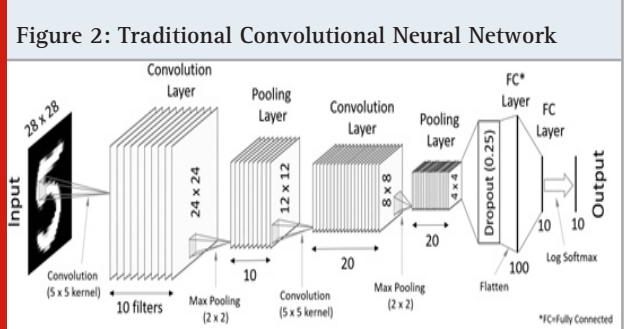 Figure 2: Traditional Convolutional Neural Network
Convolution
Layer
Pooling
Layer
Convolution
Layer
Pooling
Layer
FC*
Layer
FC
Layer
Input
28 x 28
5
24 x 24
12 x 12
8 x 8
4 x 4
Dropout (0.25)
Output
Convolution
(5 x 5 kernel)
10 filters
Max Pooling
(2 x 2)
10
Convolution
(5 x 5 kernel)
20
Max Pooling
(2 x 2)
20
Flatten
100
10
10
Log Softmax
*FC=Fully Connected